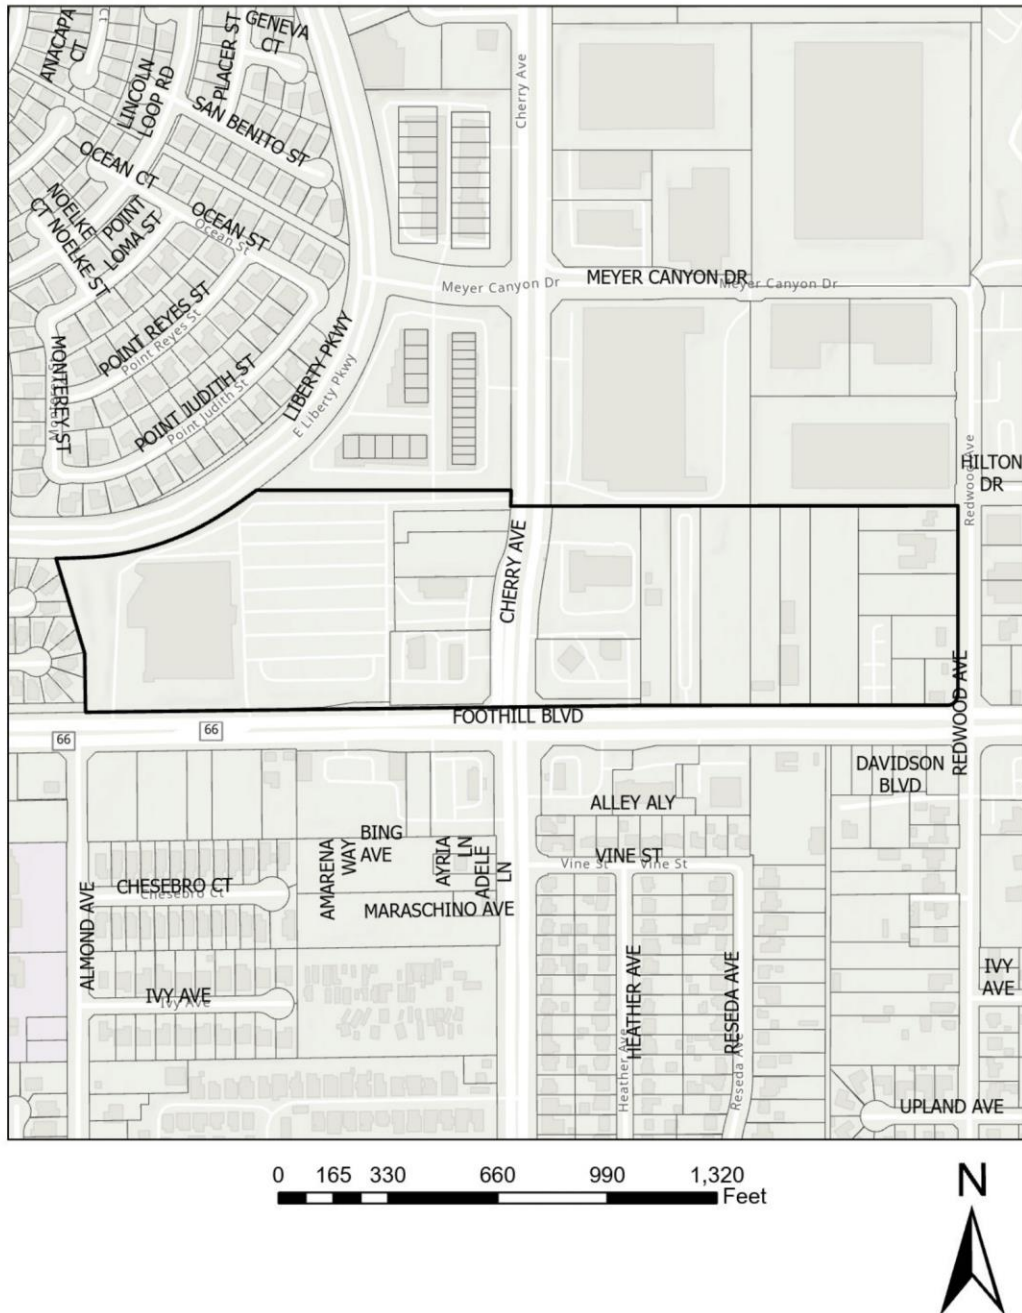 ANACAPA
CT
Ct
LINCOLN
LOOP RD
PLACER ST
GENEVA
CT
Cherry Ave
SAN BENITO ST
OCEAN CT
NOELKE
CT
NOELKE ST
POINT
LOMA ST
OCEAN ST
Ocean St
MEYER CANYON DR
Meyer Canyon Dr
Meyer Canyon Dr
POINT REYES ST
Point Reyes St
LIBERTY PKWY
E Liberty Pkwy
MONTEREY ST
POINT JUDITH ST
Point Judith St
HILTON
DR
Redwood Ave
CHERRY AVE
REDWOOD AVE
FOOTHILL BLVD
66
66
DAVIDSON
BLVD
ALLEY ALY
BING
AVE
AMARENA
WAY
AYRIA
LN
ADELE
LN
VINE ST
Vine St
Vine St
ALMOND AVE
CHESEBRO CT
Chesebro Ct
MARASCHINO AVE
HEATHER AVE
Heather Ave
RESEDA AVE
Reseda Ave
IVY
AVE
IVY AVE
Ivy Ave
UPLAND AVE
0 165 330 660 990 1,320
Feet
N